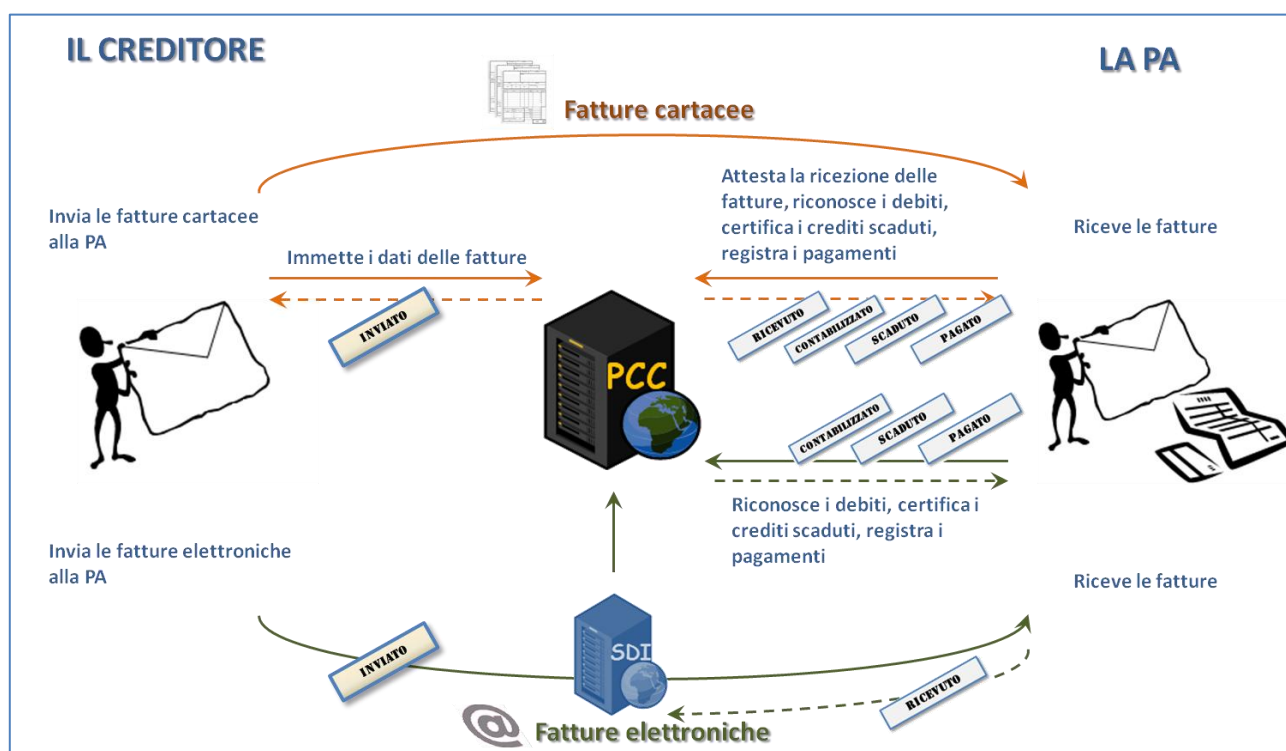 IL CREDITORE
LA PA
Fatture cartacee
Invia le fatture cartacee
alla PA
Immette i dati delle fatture
Attesta la ricezione delle
fatture, riconosce i debiti,
certifica i crediti scaduti,
registra i pagamenti
Riceve le fatture
INVIATO
RICEVUTO
CONTABILIZZATO
SCADUTO
PAGATO
PCC
CONTABILIZZATO
SCADUTO
PAGATO
Riconosce i debiti, certifica i
crediti scaduti, registra i
pagamenti
Invia le fatture elettroniche
alla PA
Riceve le fatture
INVIATO
SDI
RICEVUTO
@
Fatture elettroniche